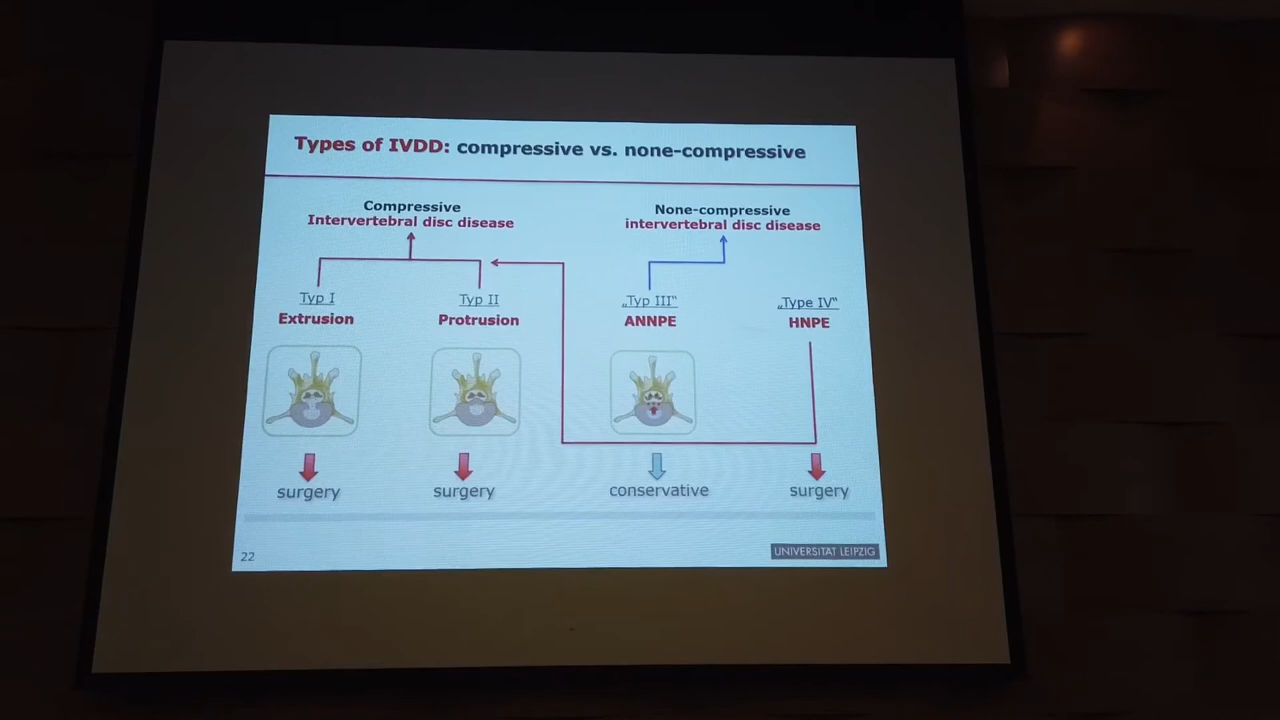 Types of IVDD: compressive vs. none-compressive
Compressive
Intervertebral disc disease
None-compressive
intervertebral disc disease
Typ I
Extrusion
Typ II
Protrusion
„Typ III“
ANNPE
„Type IV“
HNPE
surgery
surgery
conservative
surgery
22
UNIVERSITÄT LEIPZIG